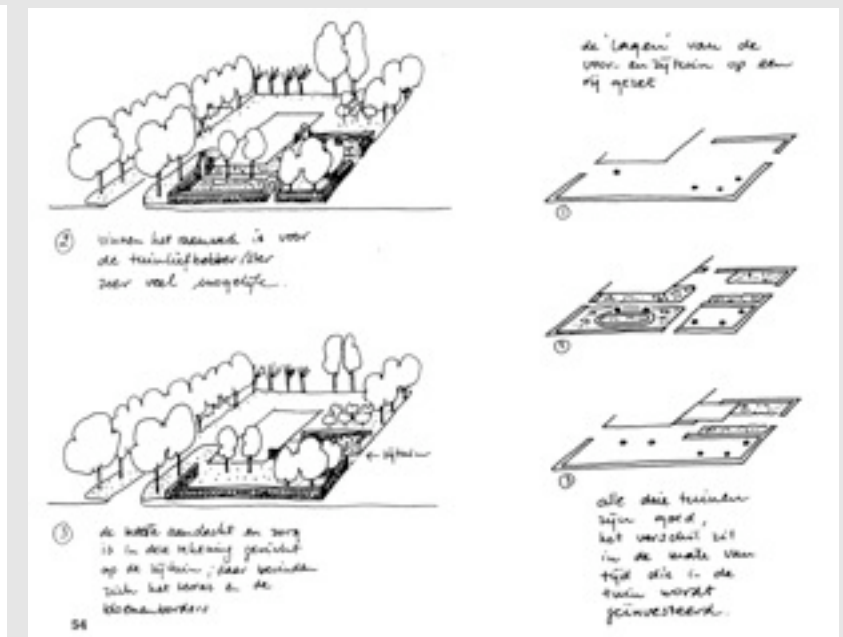 ②
binnen het raamwerk is voor
de tuinliefhebber/ster
zeer veel mogelijk.
← zijtuin
③
de meeste aandacht en zorg
is in deze tekening gericht
op de zijtuin; daar bevinden
zich het terras en de
bloemenborders
54
de 'lagen' van de
voor- en zijtuin op een
rij gezet
①
②
③
alle drie tuinen
zijn goed,
het verschil zit
in de mate van
tijd die in de
tuin wordt
geïnvesteerd.